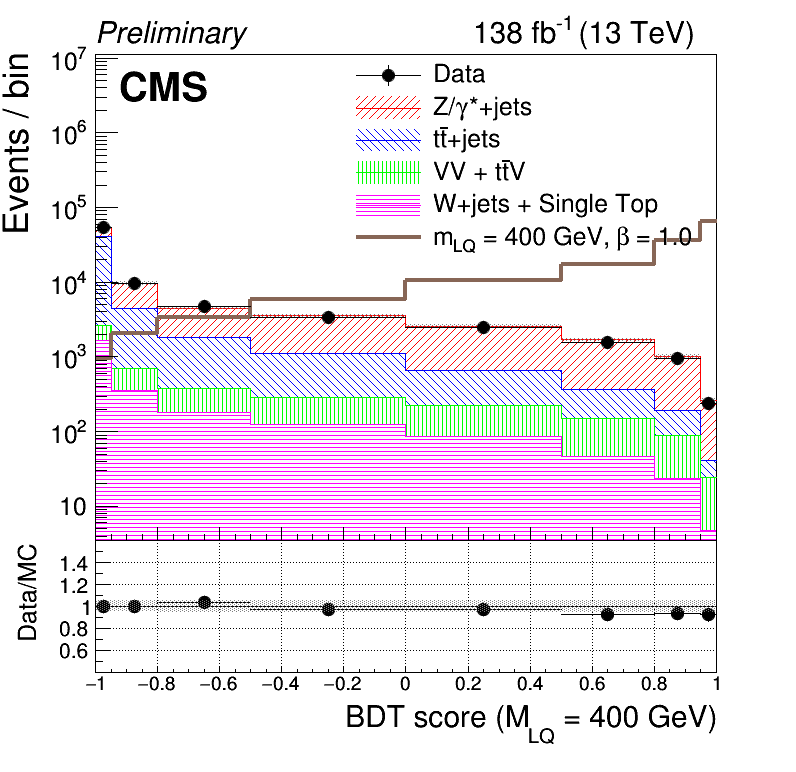 Preliminary 138 fb⁻¹ (13 TeV)
CMS
Data
Z/γ*+jets
tt̄+jets
VV + tt̄V
W+jets + Single Top
m_LQ = 400 GeV, β = 1.0
Events / bin
10⁷
10⁶
10⁵
10⁴
10³
10²
10
Data/MC
1.4
1.2
1
0.8
0.6
−1 −0.8 −0.6 −0.4 −0.2 0 0.2 0.4 0.6 0.8 1
BDT score (M_LQ = 400 GeV)